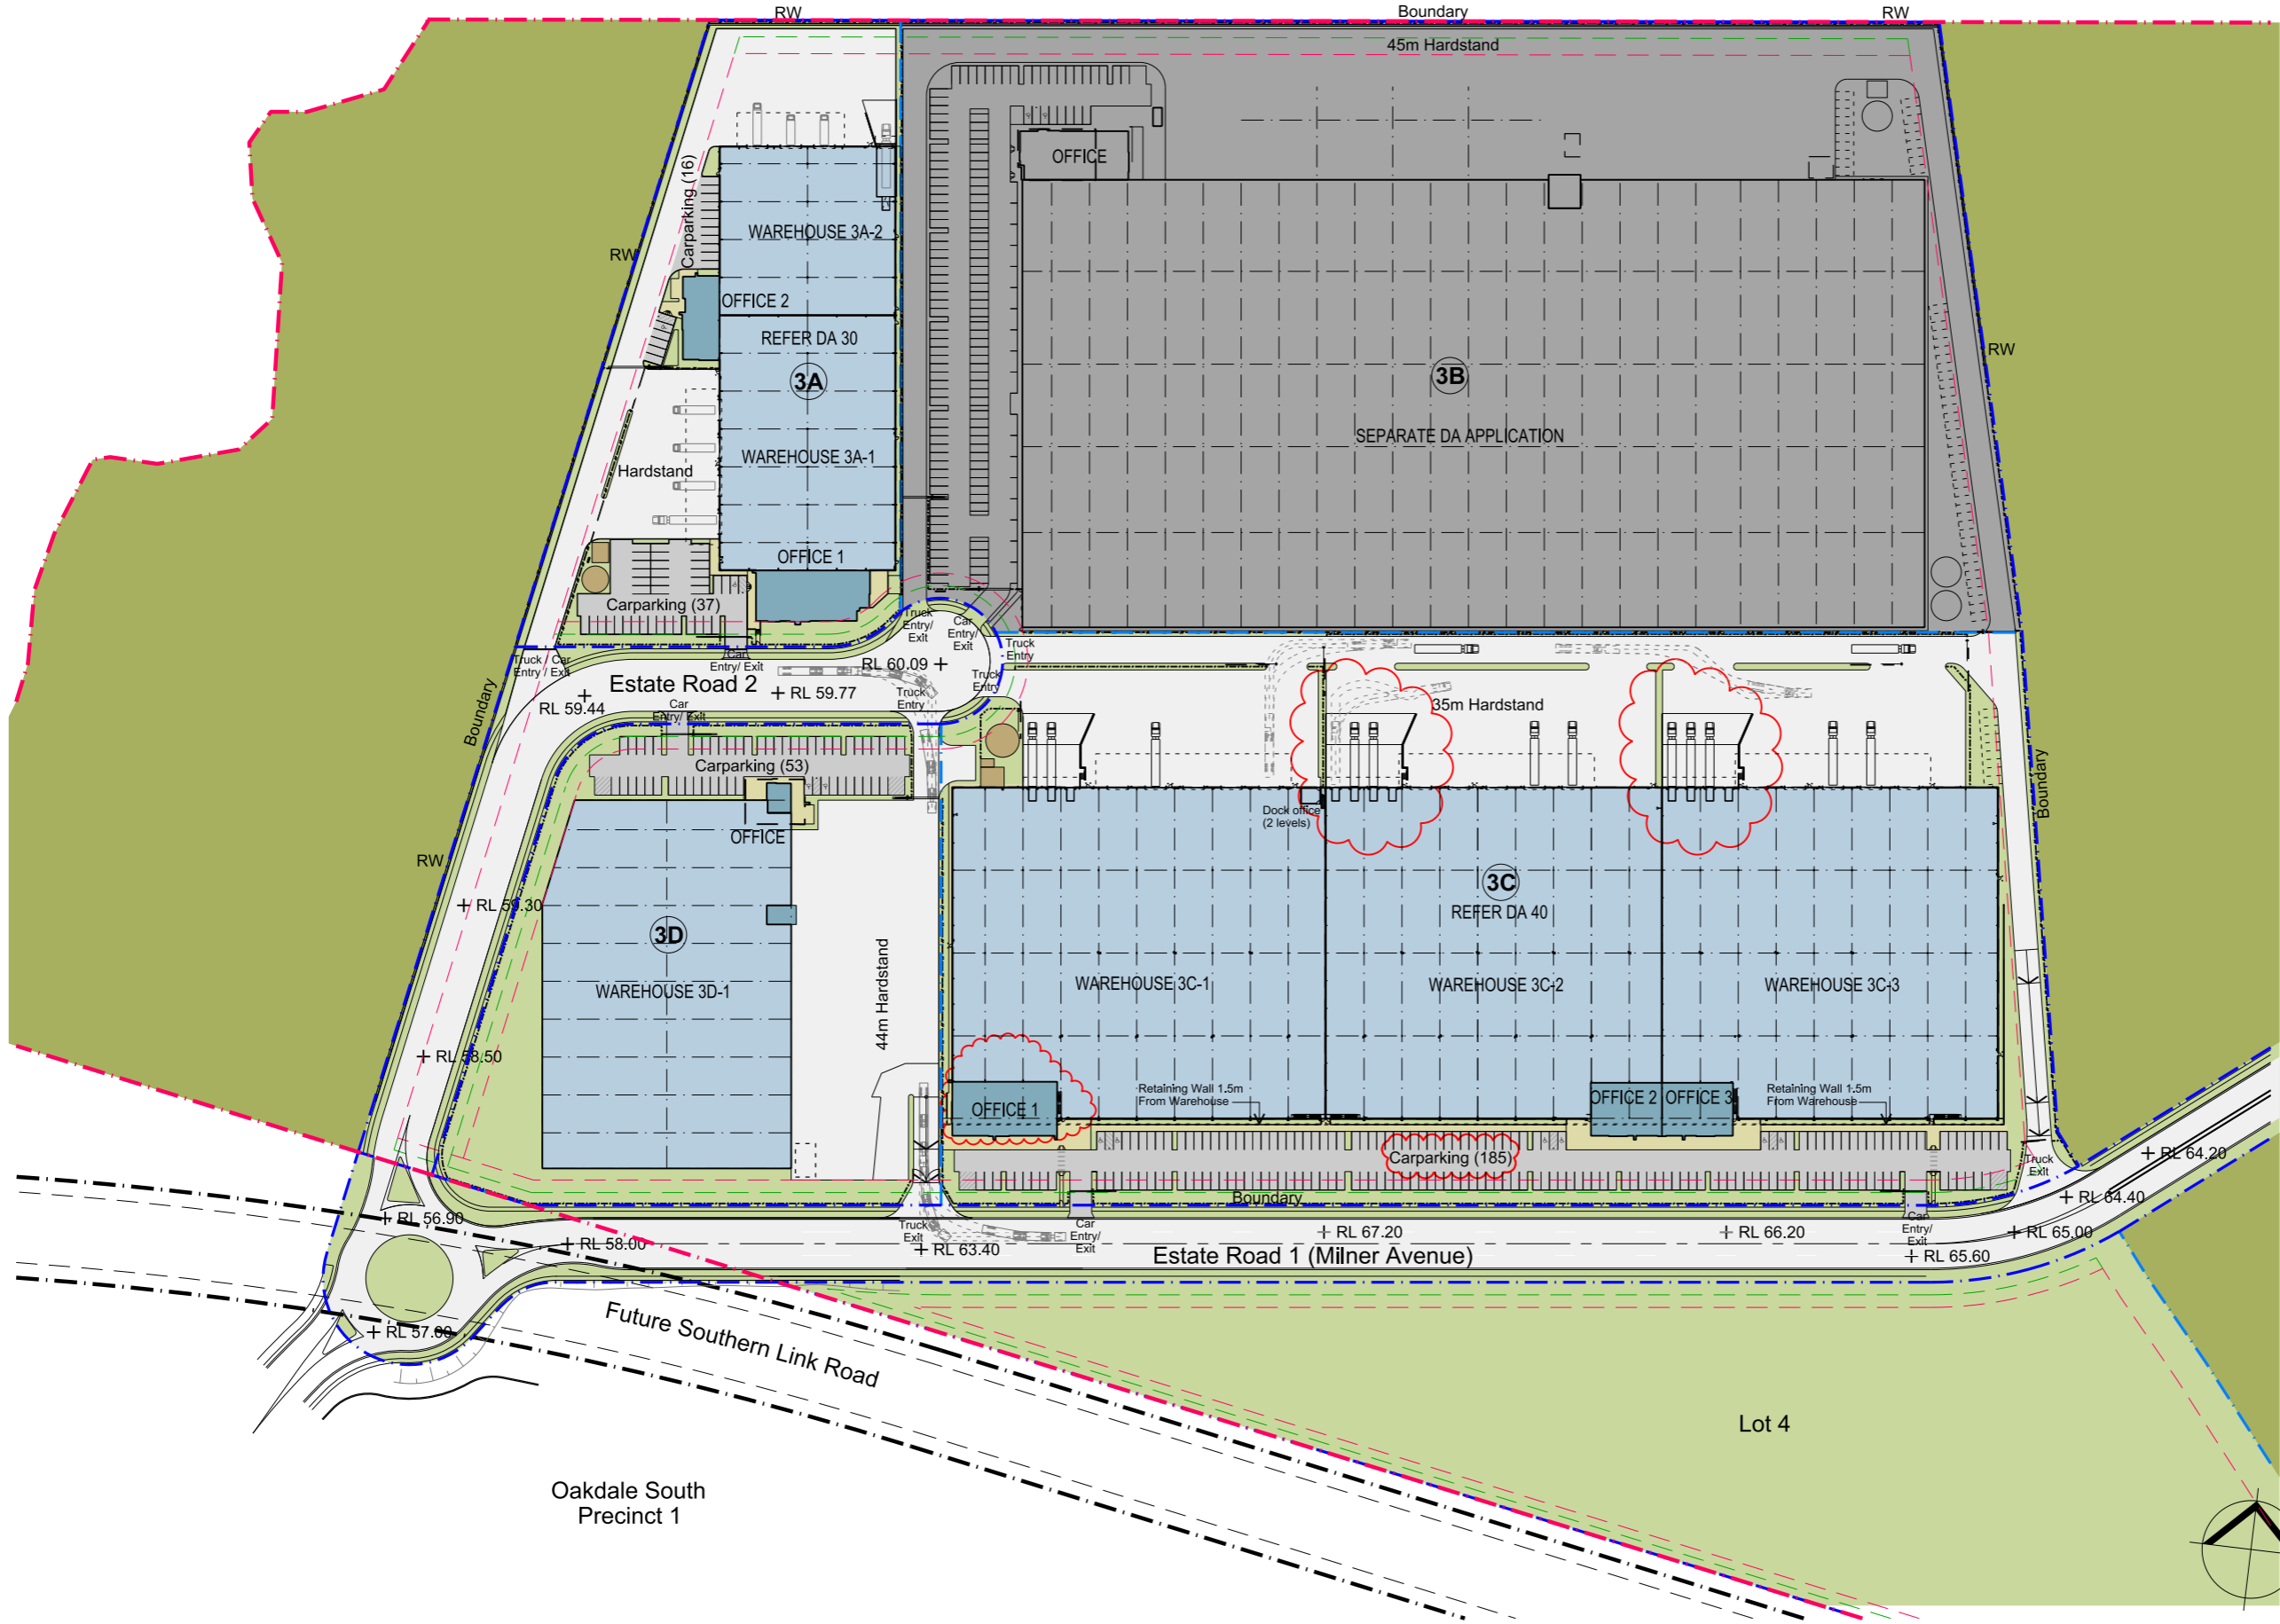 RW
Boundary
RW
45m Hardstand
OFFICE
Carparking (16)
WAREHOUSE 3A-2
RW
OFFICE 2
REFER DA 30
3A
3B
RW
SEPARATE DA APPLICATION
WAREHOUSE 3A-1
Hardstand
OFFICE 1
Carparking (37)
Truck
Entry/
Exit
Car
Entry/
Exit
Truck
Entry
Truck / Car
Entry / Exit
Car
Entry/ Exit
RL 60.09
Truck
Entry
Estate Road 2
RL 59.77
Truck
Entry
RL 59.44
Car
Entry/ Exit
35m Hardstand
Boundary
Carparking (53)
Boundary
Dock office
(2 levels)
OFFICE
RW
3C
REFER DA 40
RL 59.30
3D
44m Hardstand
WAREHOUSE 3D-1
WAREHOUSE 3C-1
WAREHOUSE 3C-2
WAREHOUSE 3C-3
RL 58.50
Retaining Wall 1.5m
From Warehouse
Retaining Wall 1.5m
From Warehouse
OFFICE 1
OFFICE 2
OFFICE 3
Carparking (185)
Truck
Exit
RL 64.20
Boundary
RL 64.40
RL 56.90
Truck
Exit
Car
Entry/
Exit
RL 67.20
RL 66.20
Car
Entry/
Exit
RL 65.00
RL 58.00
RL 63.40
Estate Road 1 (Milner Avenue)
RL 65.60
RL 57.00
Future Southern Link Road
Lot 4
Oakdale South
Precinct 1